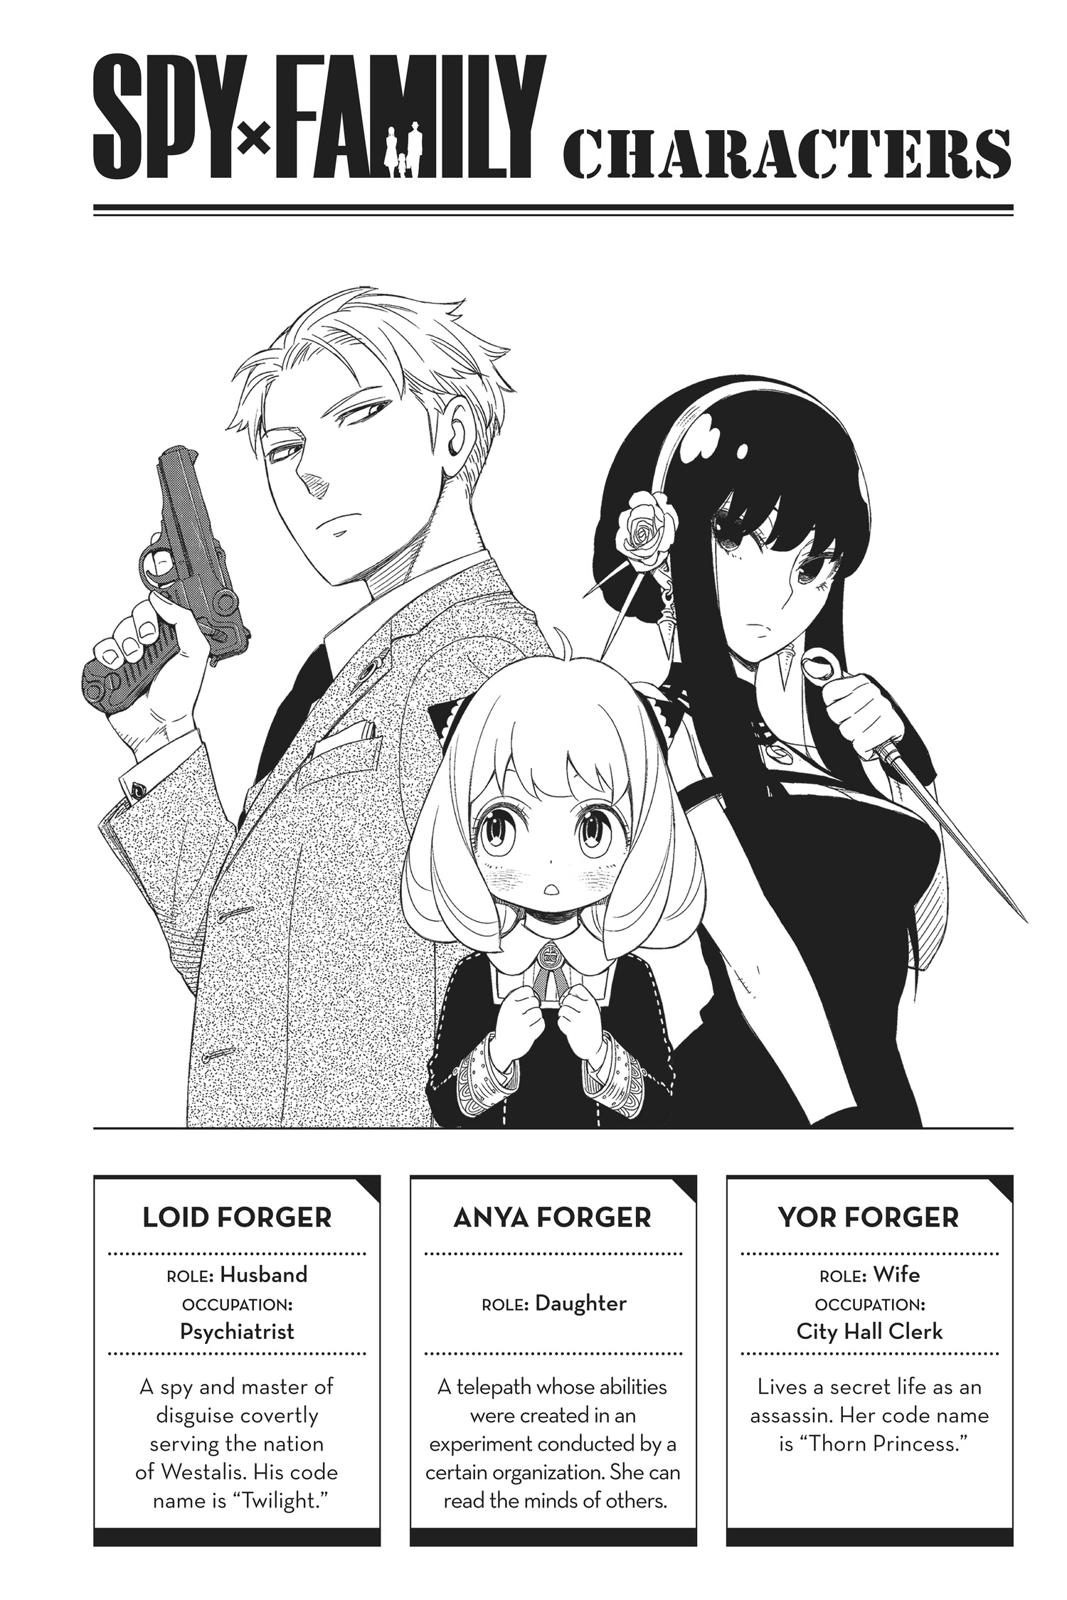 SPY×FAMILY CHARACTERS
LOID FORGER
ROLE: Husband
OCCUPATION:
Psychiatrist
A spy and master of
disguise covertly
serving the nation
of Westalis. His code
name is “Twilight.”
ANYA FORGER
ROLE: Daughter
A telepath whose abilities
were created in an
experiment conducted by a
certain organization. She can
read the minds of others.
YOR FORGER
ROLE: Wife
OCCUPATION:
City Hall Clerk
Lives a secret life as an
assassin. Her code name
is “Thorn Princess.”